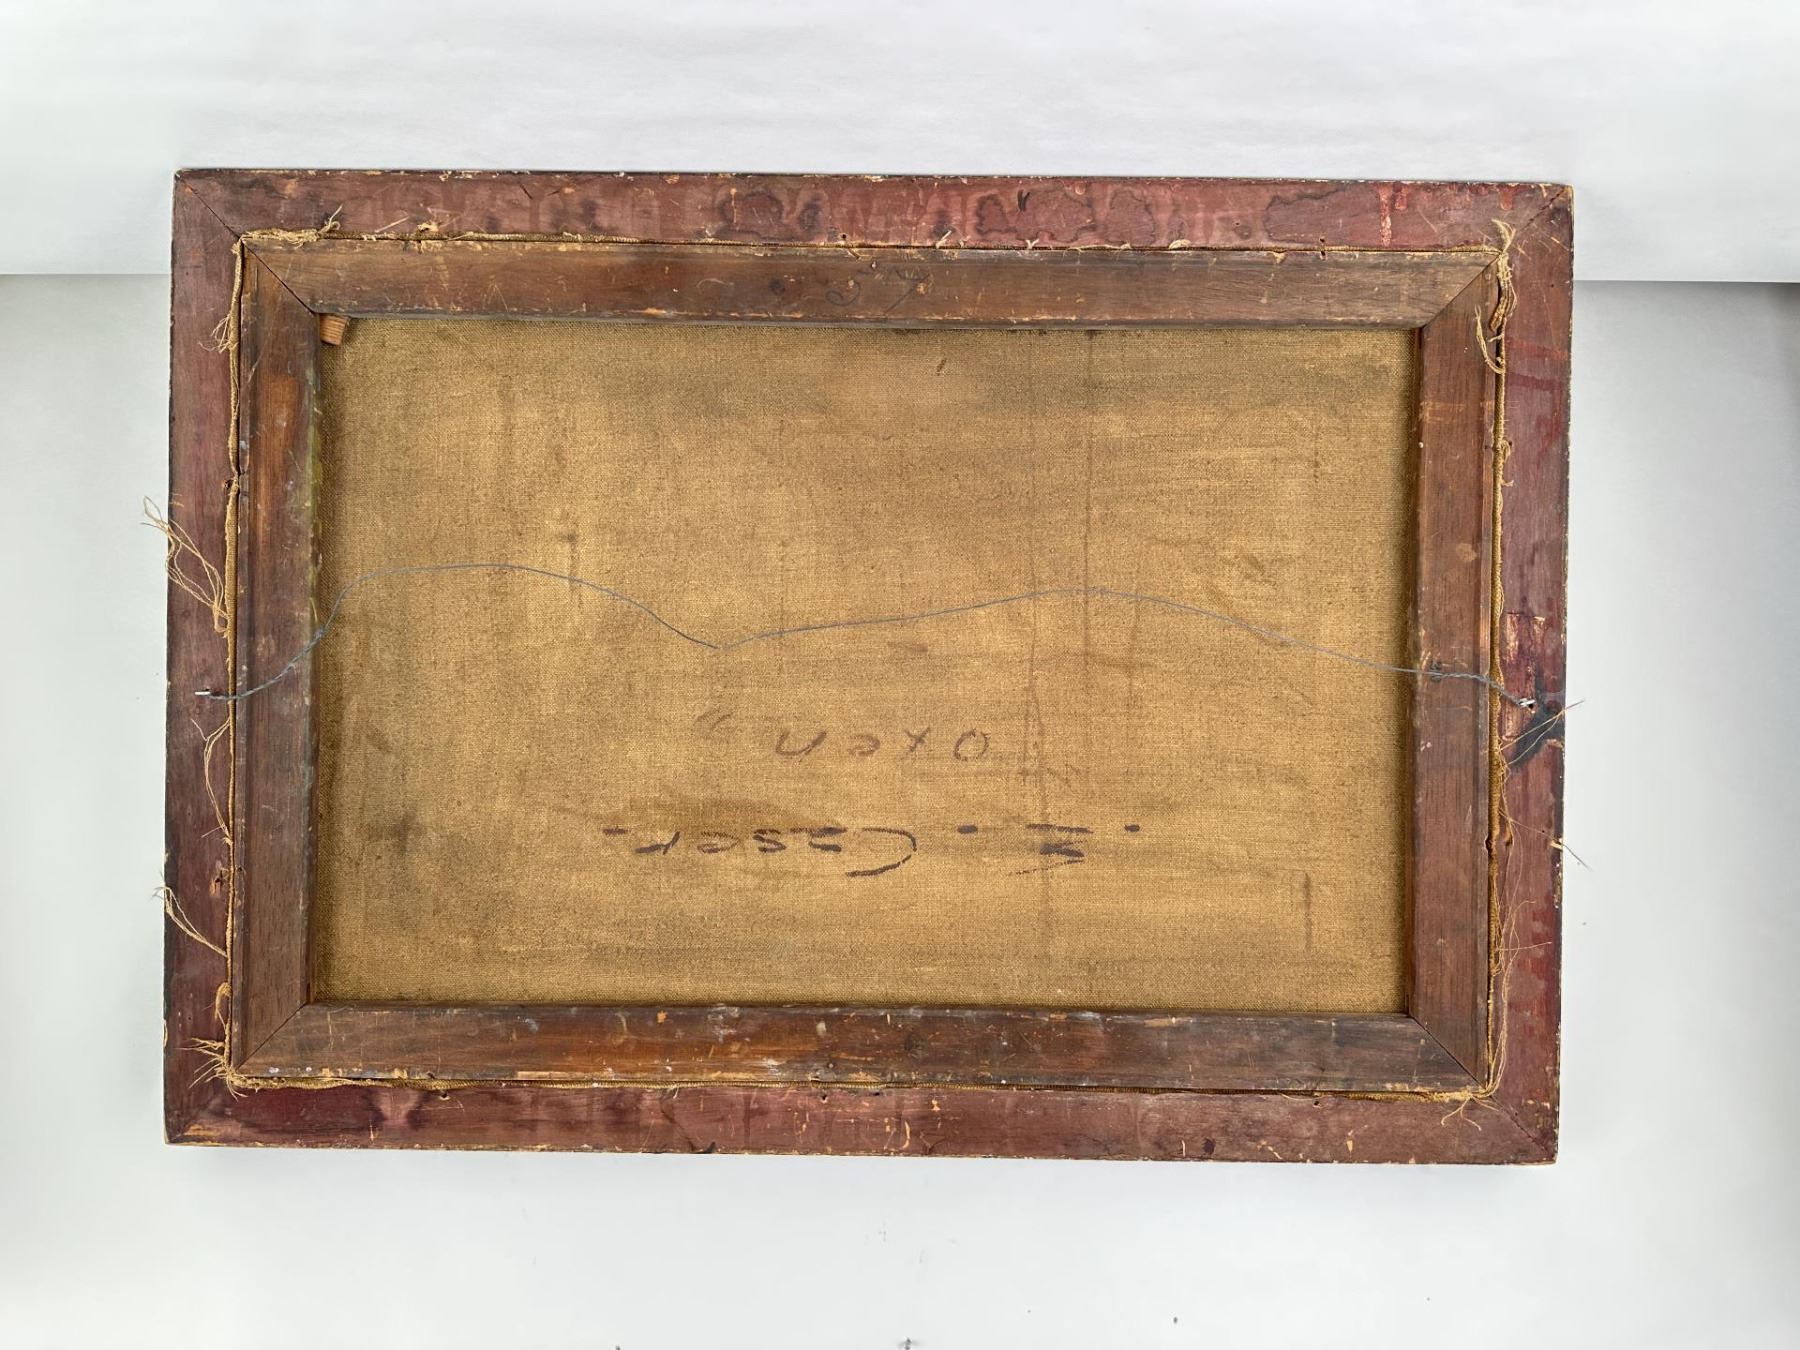 . E. Caser.
"Oxen"